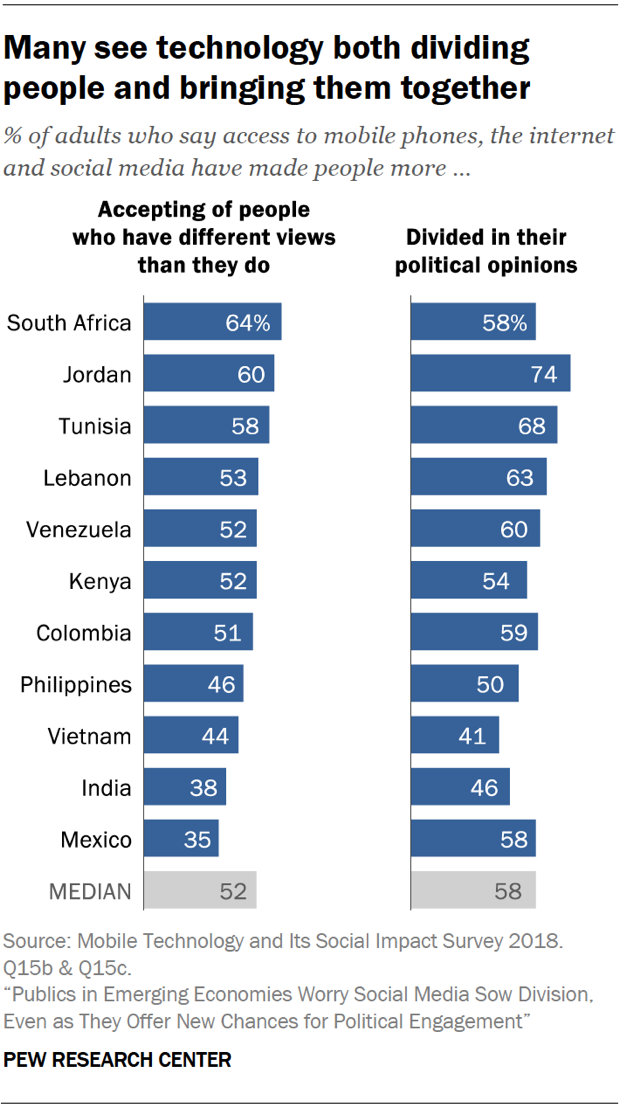 Many see technology both dividing
people and bringing them together
% of adults who say access to mobile phones, the internet
and social media have made people more ...
Accepting of people
who have different views
than they do
Divided in their
political opinions
South Africa 64% 58%
Jordan 60 74
Tunisia 58 68
Lebanon 53 63
Venezuela 52 60
Kenya 52 54
Colombia 51 59
Philippines 46 50
Vietnam 44 41
India 38 46
Mexico 35 58
MEDIAN 52 58
Source: Mobile Technology and Its Social Impact Survey 2018.
Q15b & Q15c.
“Publics in Emerging Economies Worry Social Media Sow Division,
Even as They Offer New Chances for Political Engagement”
PEW RESEARCH CENTER